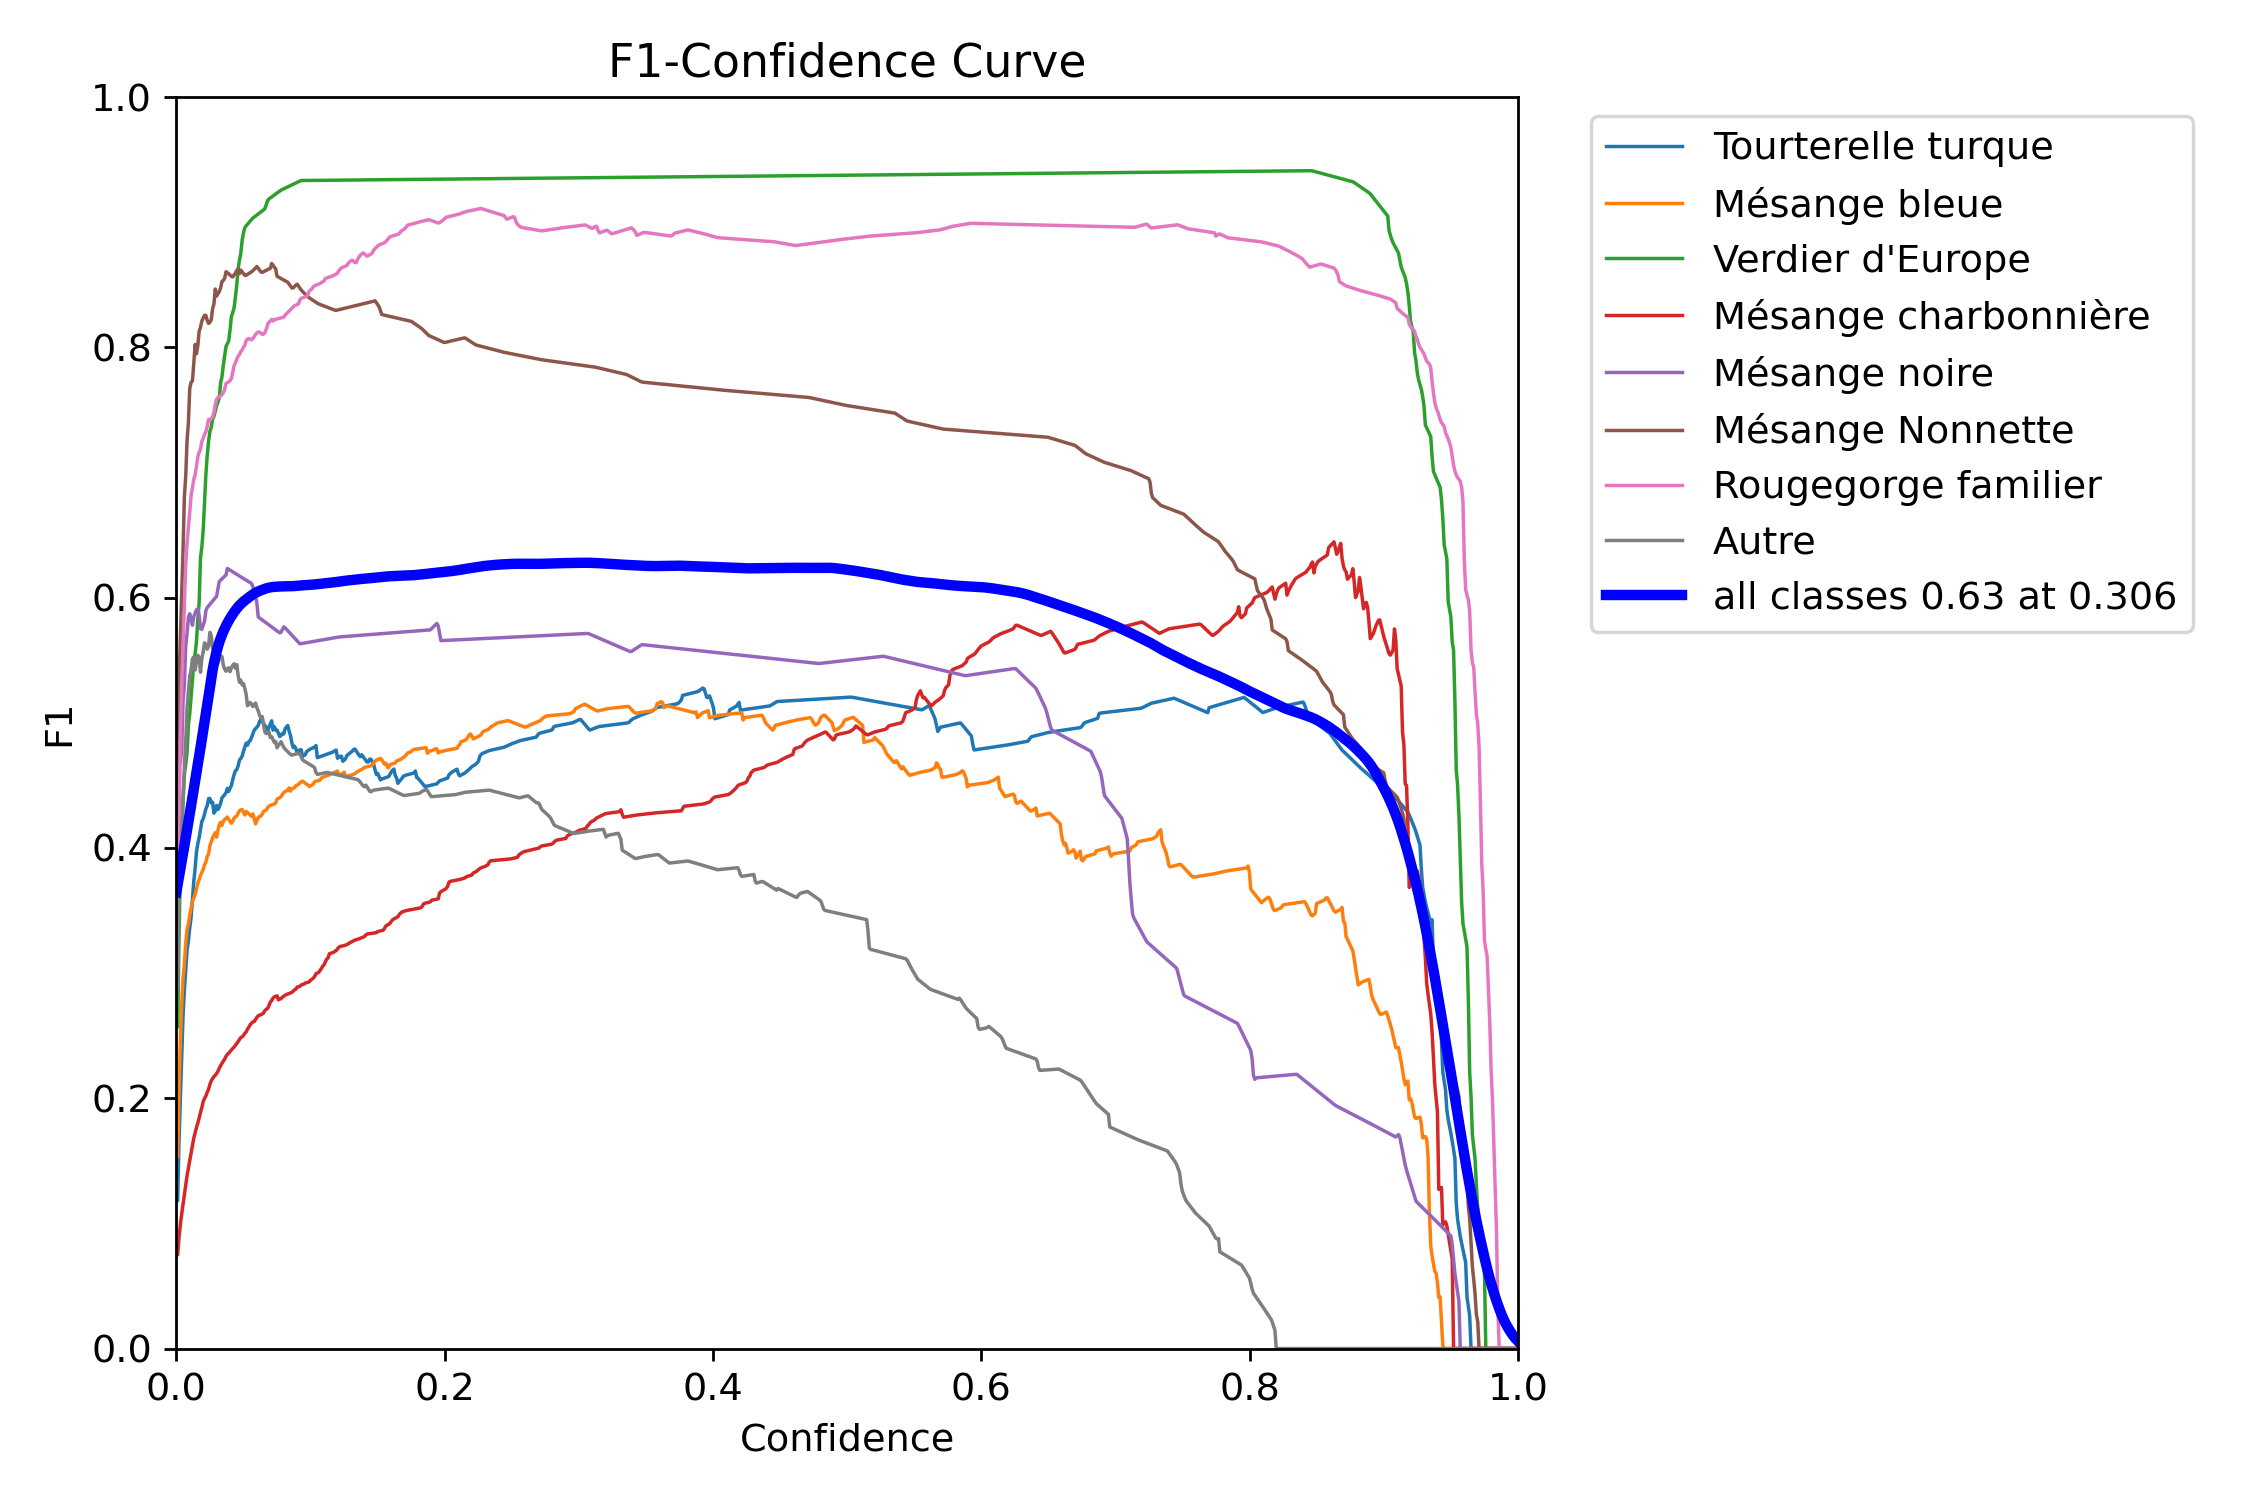 F1-Confidence Curve
1.0
0.8
0.6
0.4
0.2
0.0
F1
0.0 0.2 0.4 0.6 0.8 1.0
Confidence
Tourterelle turque
Mésange bleue
Verdier d'Europe
Mésange charbonnière
Mésange noire
Mésange Nonnette
Rougegorge familier
Autre
all classes 0.63 at 0.306